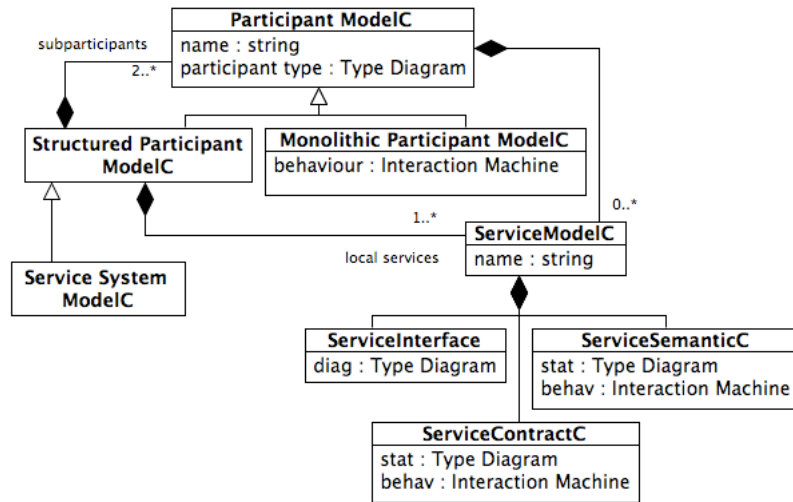 Participant ModelC
name : string
participant type : Type Diagram
subparticipants
2..*
Structured Participant
ModelC
Monolithic Participant ModelC
behaviour : Interaction Machine
1..*
0..*
local services
ServiceModelC
name : string
Service System
ModelC
ServiceInterface
diag : Type Diagram
ServiceSemanticC
stat : Type Diagram
behav : Interaction Machine
ServiceContractC
stat : Type Diagram
behav : Interaction Machine